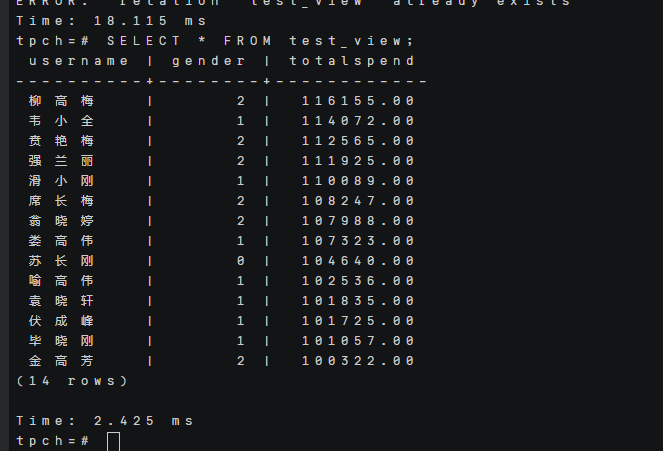 ERROR: relation "test_view" already exists
Time: 18.115 ms
tpch=# SELECT * FROM test_view;
username | gender | totalspend
----------+--------+------------
柳高梅 | 2 | 116155.00
韦小全 | 1 | 114072.00
贲艳梅 | 2 | 112565.00
强兰丽 | 2 | 111925.00
滑小刚 | 1 | 110089.00
席长梅 | 2 | 108247.00
翁晓婷 | 2 | 107988.00
娄高伟 | 1 | 107323.00
苏长刚 | 0 | 104640.00
喻高伟 | 1 | 102536.00
袁晓轩 | 1 | 101835.00
伏成峰 | 1 | 101725.00
毕晓刚 | 1 | 101057.00
金高芳 | 2 | 100322.00
(14 rows)
Time: 2.425 ms
tpch=#